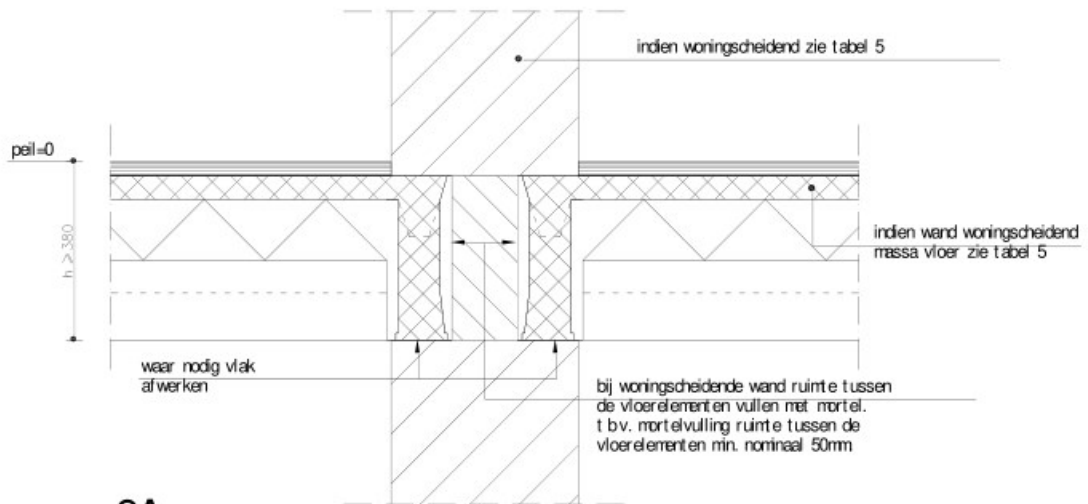 indien woningscheidend zie tabel 5
peil=0
h ≥ 380
indien wand woningscheidend
massa vloer zie tabel 5
waar nodig vlak
afwerken
bij woningscheidende wand ruimte tussen
de vloerelementen vullen met mortel.
t bv. mortelvulling ruimte tussen de
vloerelementen min. nominaal 50mm